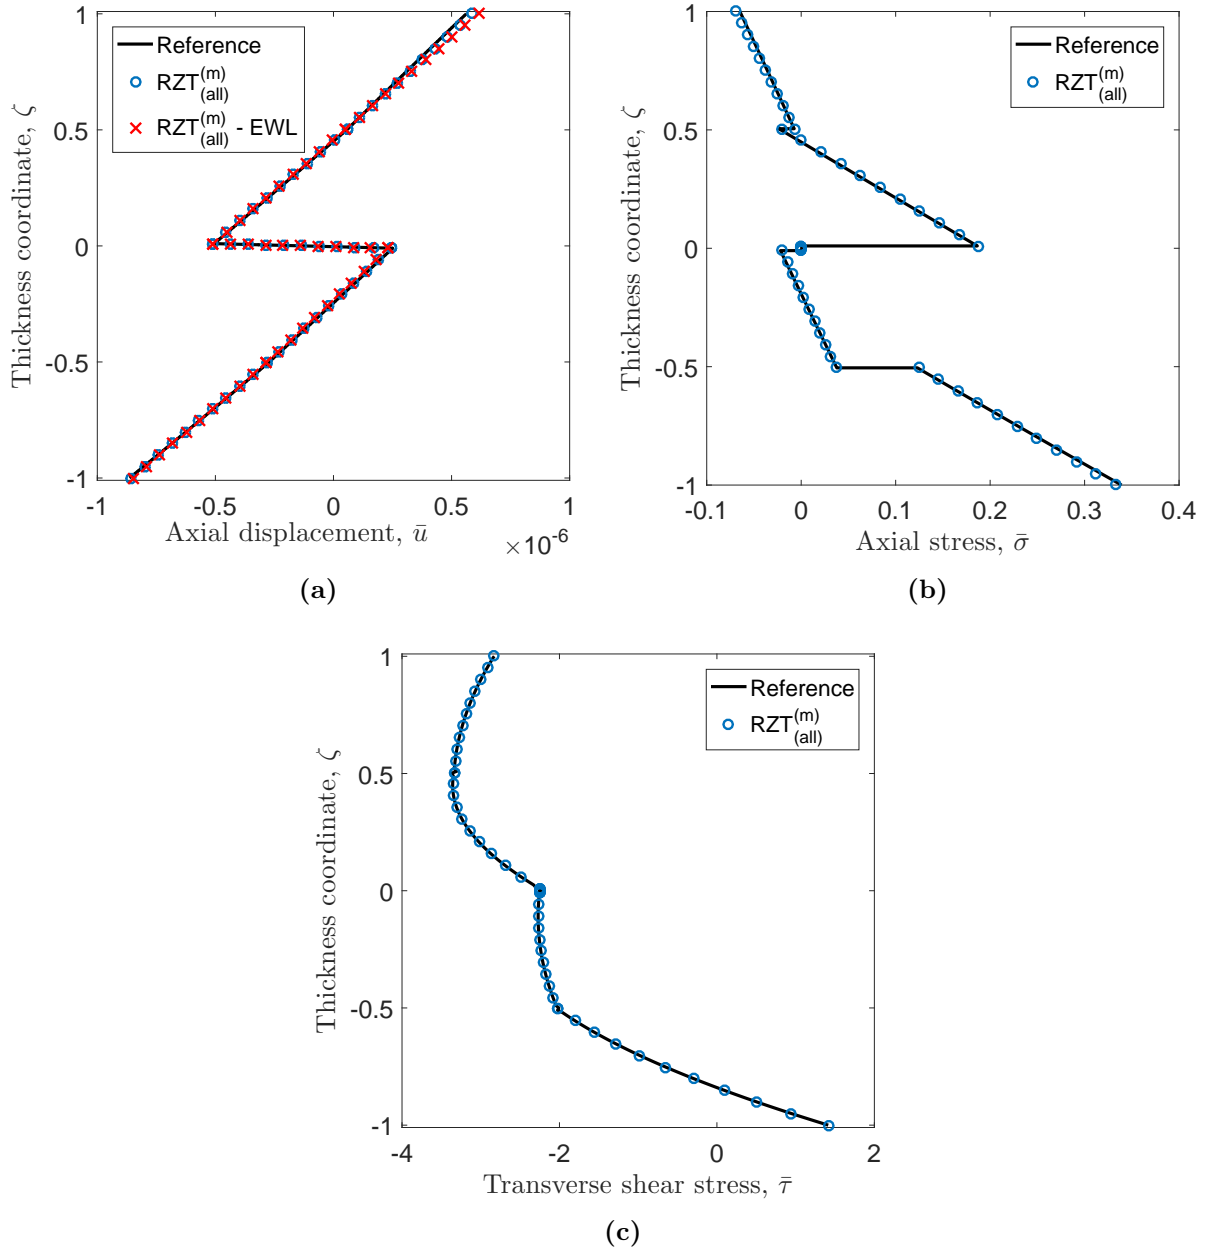 1
0.5
0
-0.5
-1
-1
-0.5
0
0.5
1
×10-6
Thickness coordinate, ζ
Axial displacement, ū
Reference
RZT(m)(all)
RZT(m)(all) - EWL
(a)
1
0.5
0
-0.5
-1
-0.1
0
0.1
0.2
0.3
0.4
Thickness coordinate, ζ
Axial stress, σ̄
Reference
RZT(m)(all)
(b)
1
0.5
0
-0.5
-1
-4
-2
0
2
Thickness coordinate, ζ
Transverse shear stress, τ̄
Reference
RZT(m)(all)
(c)